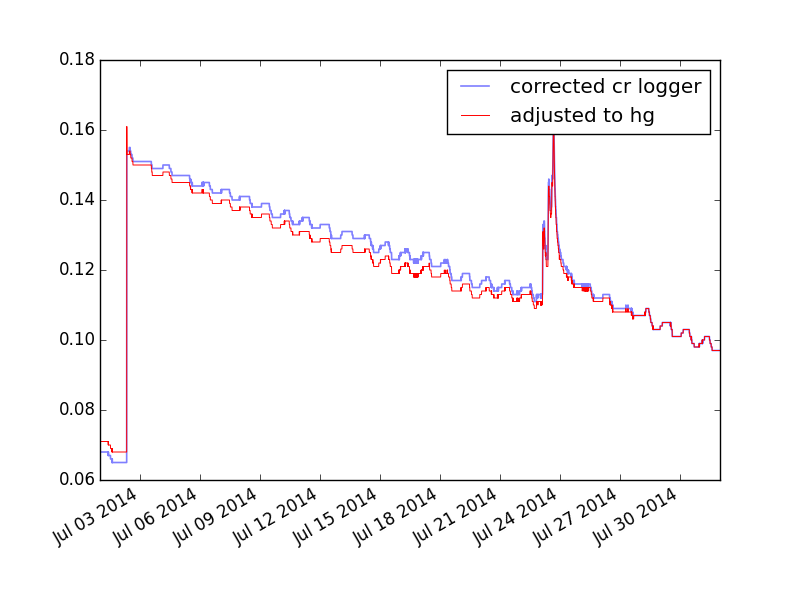 0.18
0.16
0.14
0.12
0.10
0.08
0.06
corrected cr logger
adjusted to hg
Jul 03 2014
Jul 06 2014
Jul 09 2014
Jul 12 2014
Jul 15 2014
Jul 18 2014
Jul 21 2014
Jul 24 2014
Jul 27 2014
Jul 30 2014